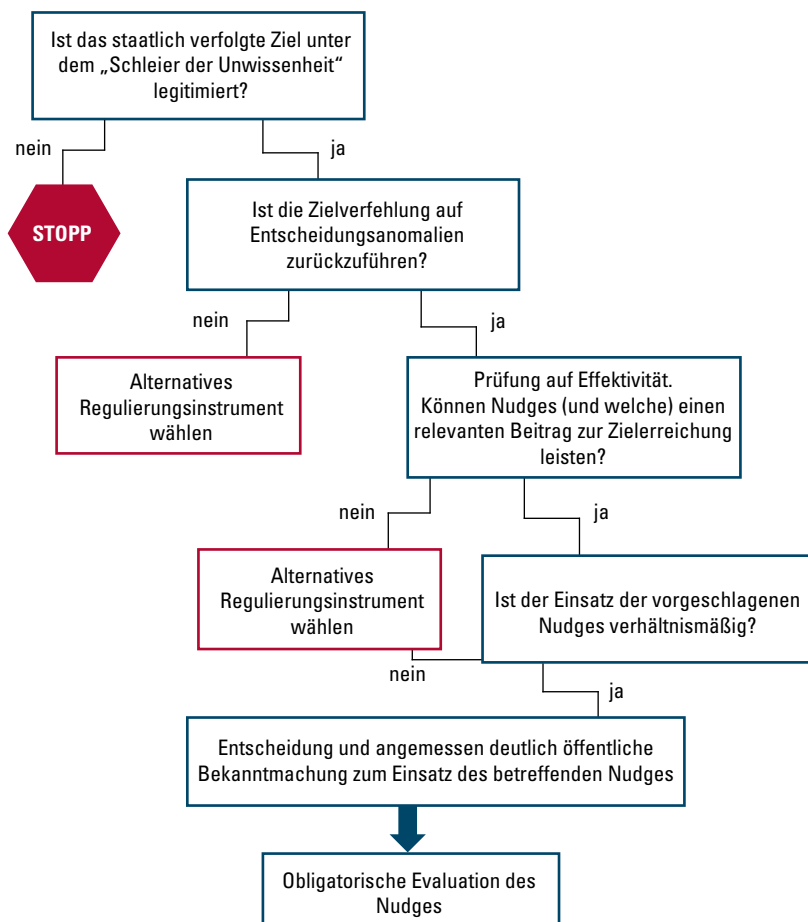 Ist das staatlich verfolgte Ziel unter
dem „Schleier der Unwissenheit“
legitimiert?
nein
ja
STOPP
Ist die Zielverfehlung auf
Entscheidungsanomalien
zurückzuführen?
nein
ja
Alternatives
Regulierungsinstrument
wählen
Prüfung auf Effektivität.
Können Nudges (und welche) einen
relevanten Beitrag zur Zielerreichung
leisten?
nein
ja
Alternatives
Regulierungsinstrument
wählen
Ist der Einsatz der vorgeschlagenen
Nudges verhältnismäßig?
nein
ja
Entscheidung und angemessen deutlich öffentliche
Bekanntmachung zum Einsatz des betreffenden Nudges
Obligatorische Evaluation des
Nudges